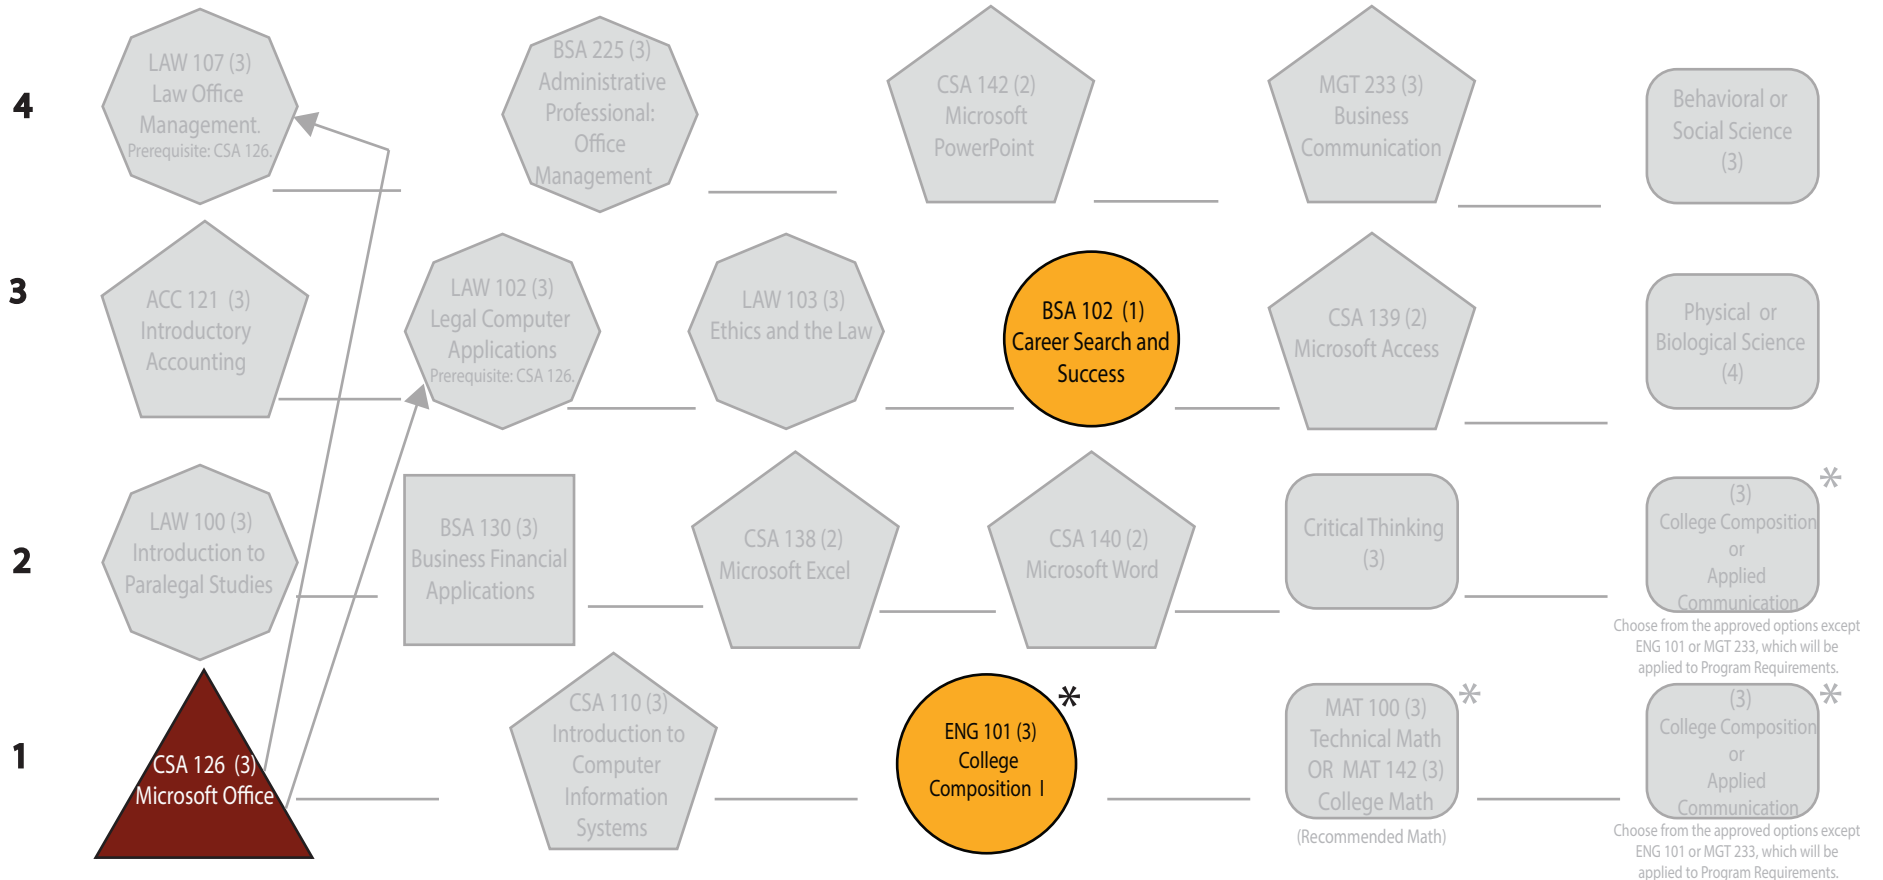 4
LAW 107 (3)
Law Office
Management.
Prerequisite: CSA 126.
BSA 225 (3)
Administrative
Professional:
Office
Management
CSA 142 (2)
Microsoft
PowerPoint
MGT 233 (3)
Business
Communication
Behavioral or
Social Science
(3)
3
ACC 121 (3)
Introductory
Accounting
LAW 102 (3)
Legal Computer
Applications
Prerequisite: CSA 126.
LAW 103 (3)
Ethics and the Law
BSA 102 (1)
Career Search and
Success
CSA 139 (2)
Microsoft Access
Physical or
Biological Science
(4)
2
LAW 100 (3)
Introduction to
Paralegal Studies
BSA 130 (3)
Business Financial
Applications
CSA 138 (2)
Microsoft Excel
CSA 140 (2)
Microsoft Word
Critical Thinking
(3)
*
(3)
College Composition
or
Applied
Communication
Choose from the approved options except
ENG 101 or MGT 233, which will be
applied to Program Requirements.
1
CSA 126 (3)
Microsoft Office
CSA 110 (3)
Introduction to
Computer
Information
Systems
*
ENG 101 (3)
College
Composition I
*
MAT 100 (3)
Technical Math
OR MAT 142 (3)
College Math
(Recommended Math)
*
(3)
College Composition
or
Applied
Communication
Choose from the approved options except
ENG 101 or MGT 233, which will be
applied to Program Requirements.